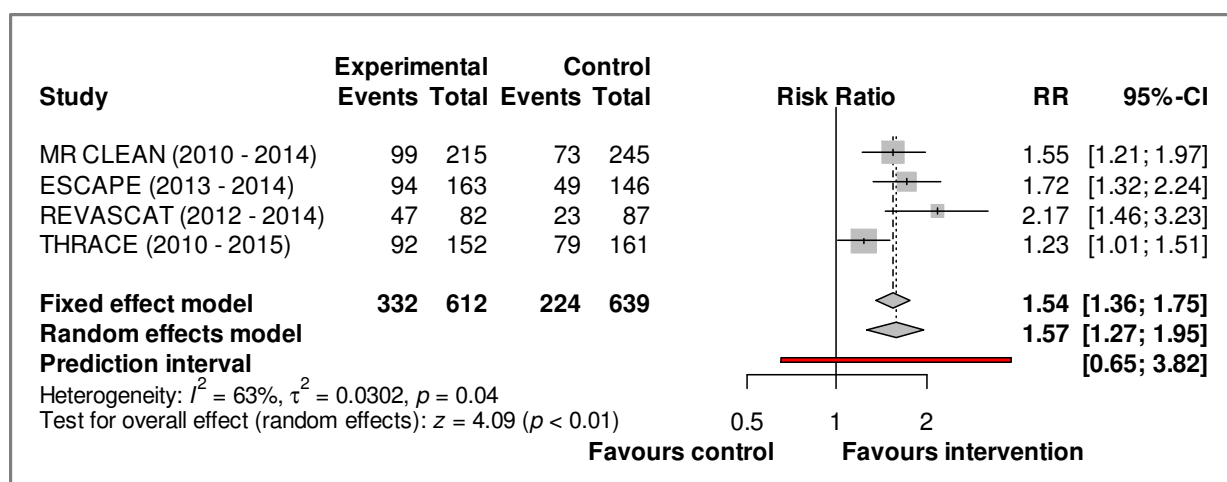 Experimental Control
Study Events Total Events Total Risk Ratio RR 95%-CI
MR CLEAN (2010 - 2014) 99 215 73 245 1.55 [1.21; 1.97]
ESCAPE (2013 - 2014) 94 163 49 146 1.72 [1.32; 2.24]
REVASCAT (2012 - 2014) 47 82 23 87 2.17 [1.46; 3.23]
THRACE (2010 - 2015) 92 152 79 161 1.23 [1.01; 1.51]
Fixed effect model 332 612 224 639 1.54 [1.36; 1.75]
Random effects model 1.57 [1.27; 1.95]
Prediction interval [0.65; 3.82]
Heterogeneity: I² = 63%, τ² = 0.0302, p = 0.04
Test for overall effect (random effects): z = 4.09 (p < 0.01)
0.5 1 2
Favours control Favours intervention